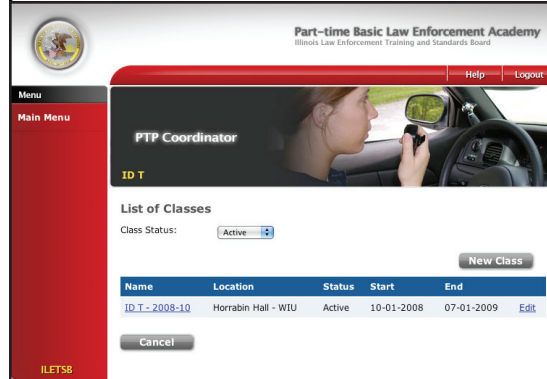 Part-time Basic Law Enforcement Academy
Illinois Law Enforcement Training and Standards Board
Help Logout
Menu
Main Menu
PTP Coordinator
ID T
List of Classes
Class Status: Active
New Class
Name Location Status Start End
ID T - 2008-10 Horrabin Hall - WIU Active 10-01-2008 07-01-2009 Edit
Cancel
ILETSB